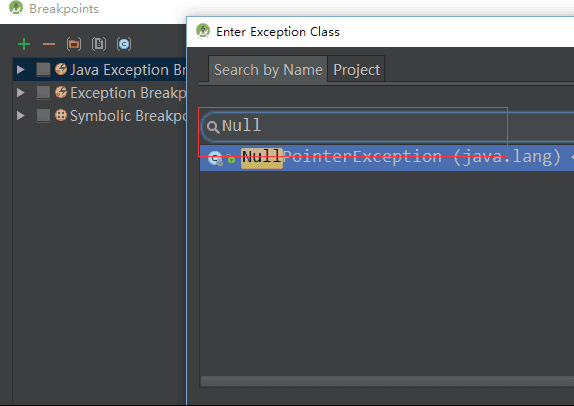 Breakpoints
Enter Exception Class
Search by Name
Project
Java Exception Br
Exception Breakp
Symbolic Breakpo
Null
NullPointerException (java.lang)